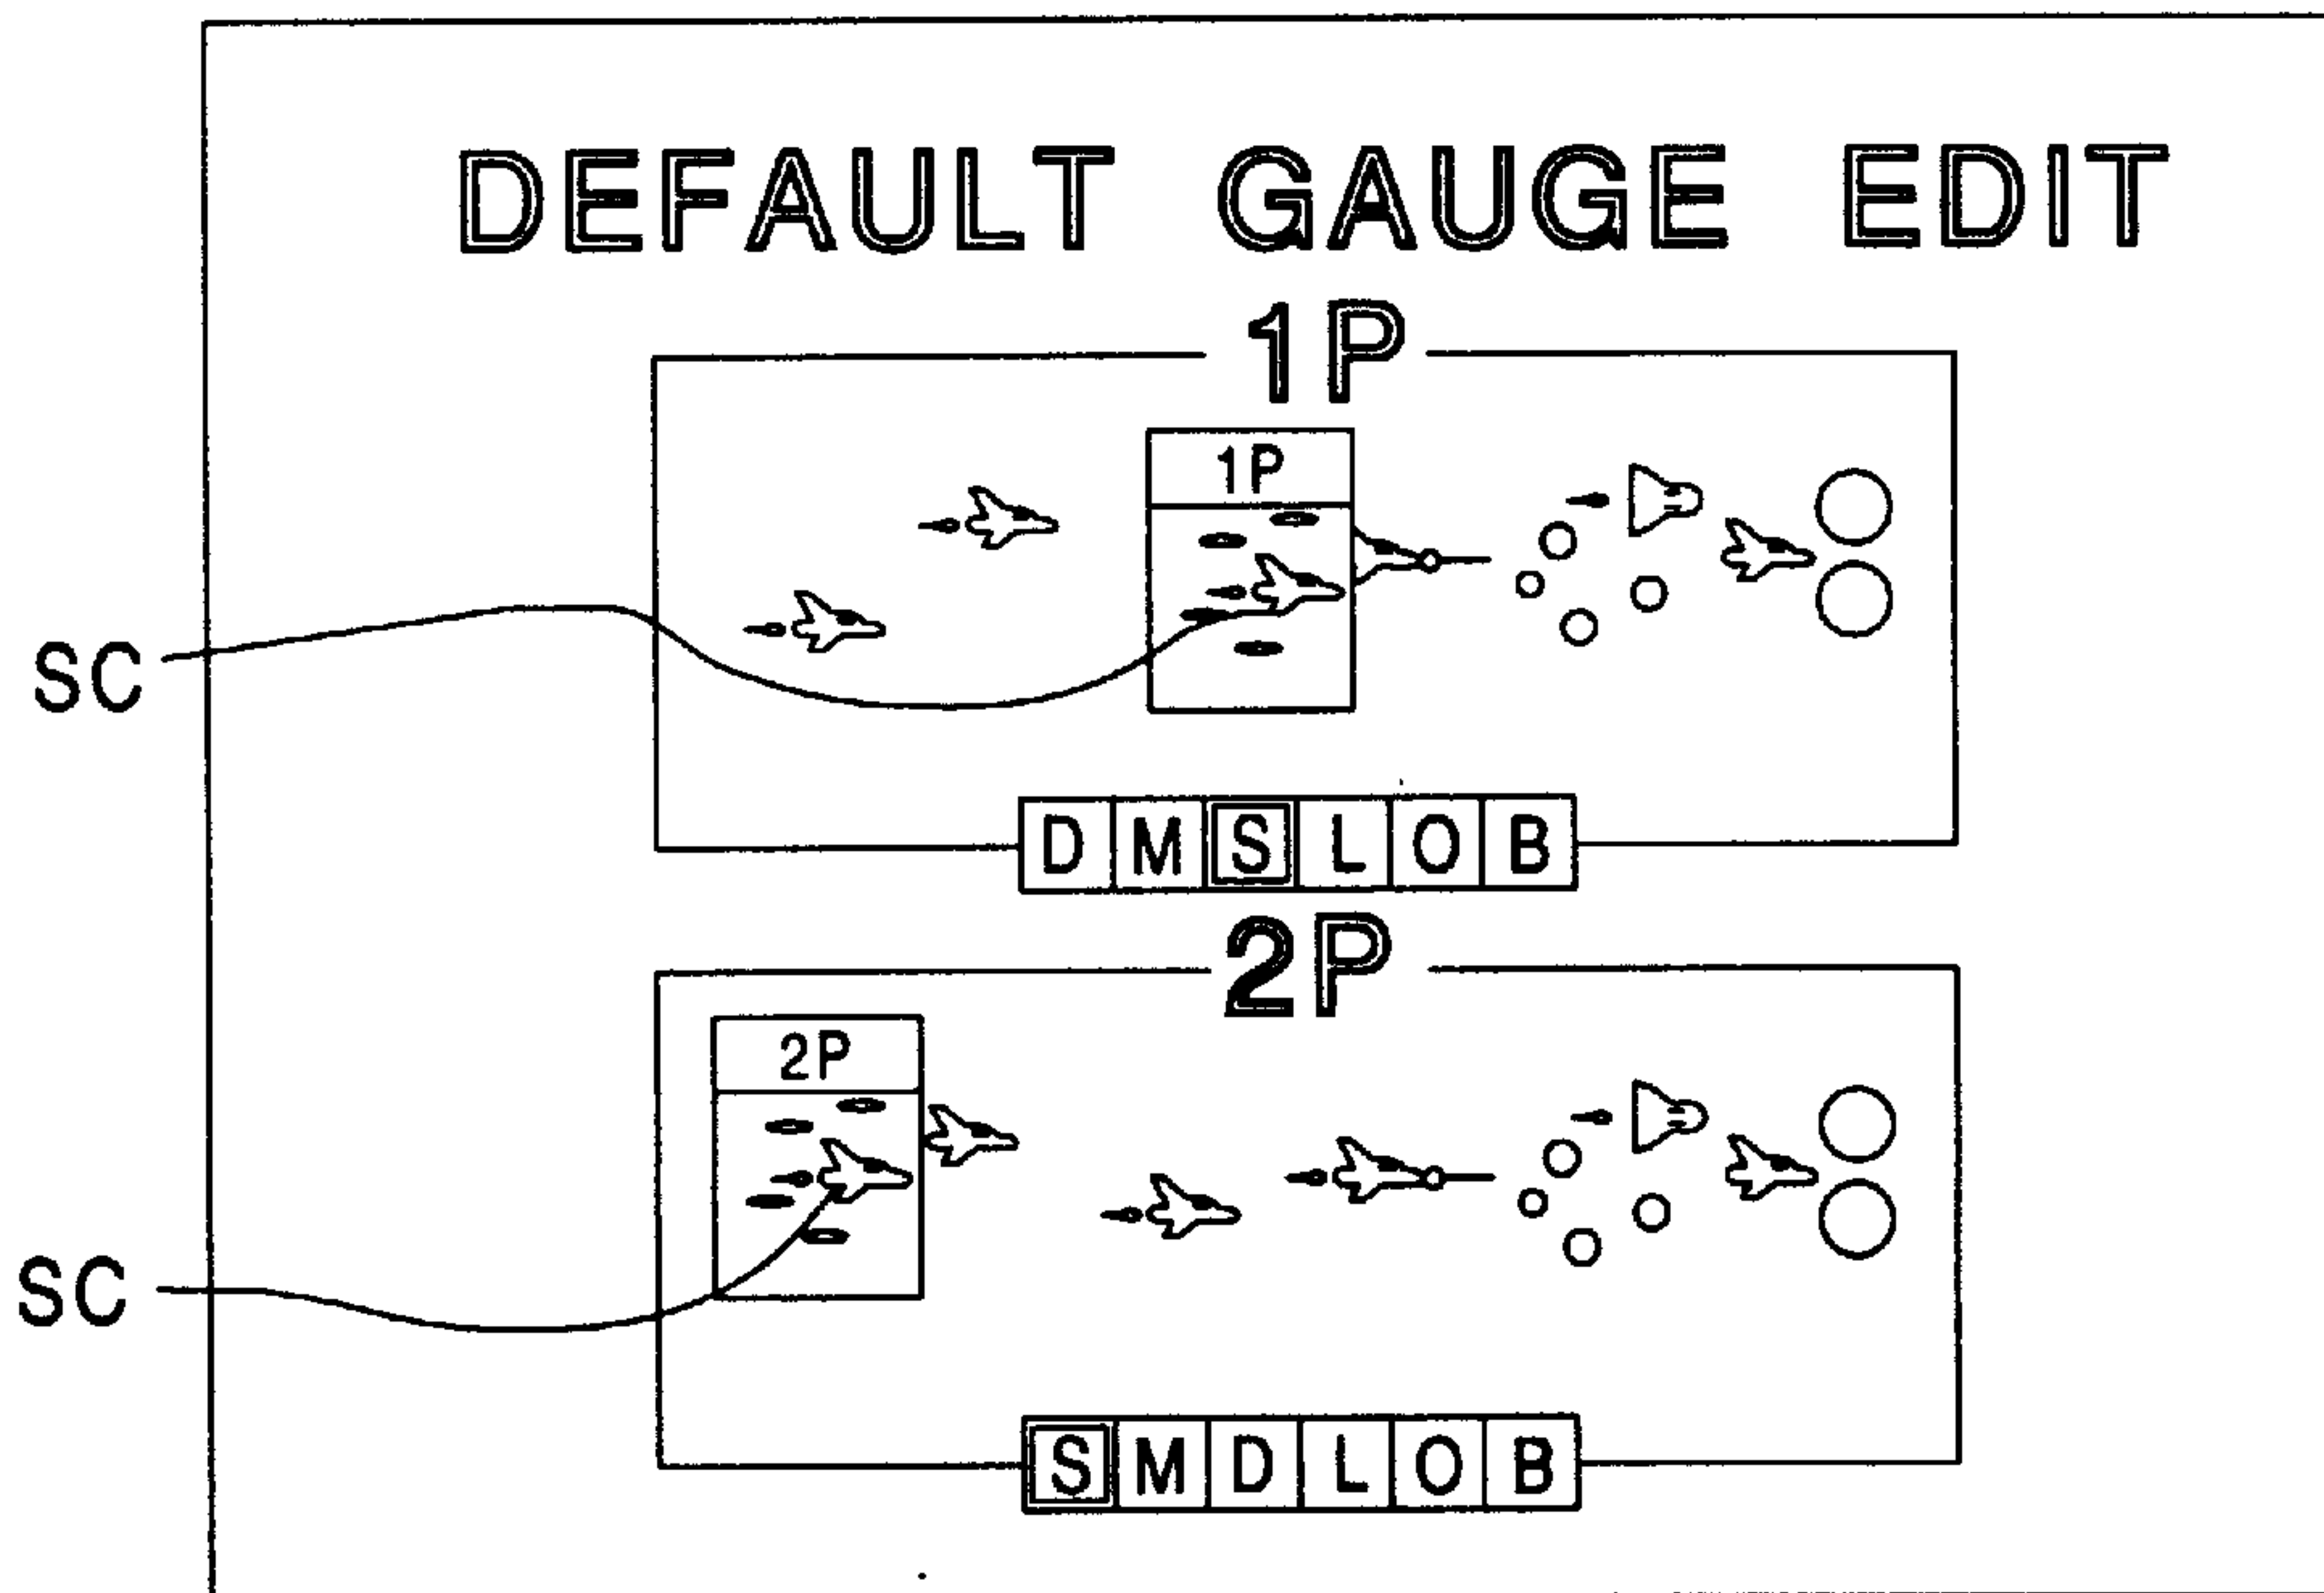 DEFAULT GAUGE EDIT
1P
1P
SC
D M S L O B
2P
2P
SC
S M D L O B